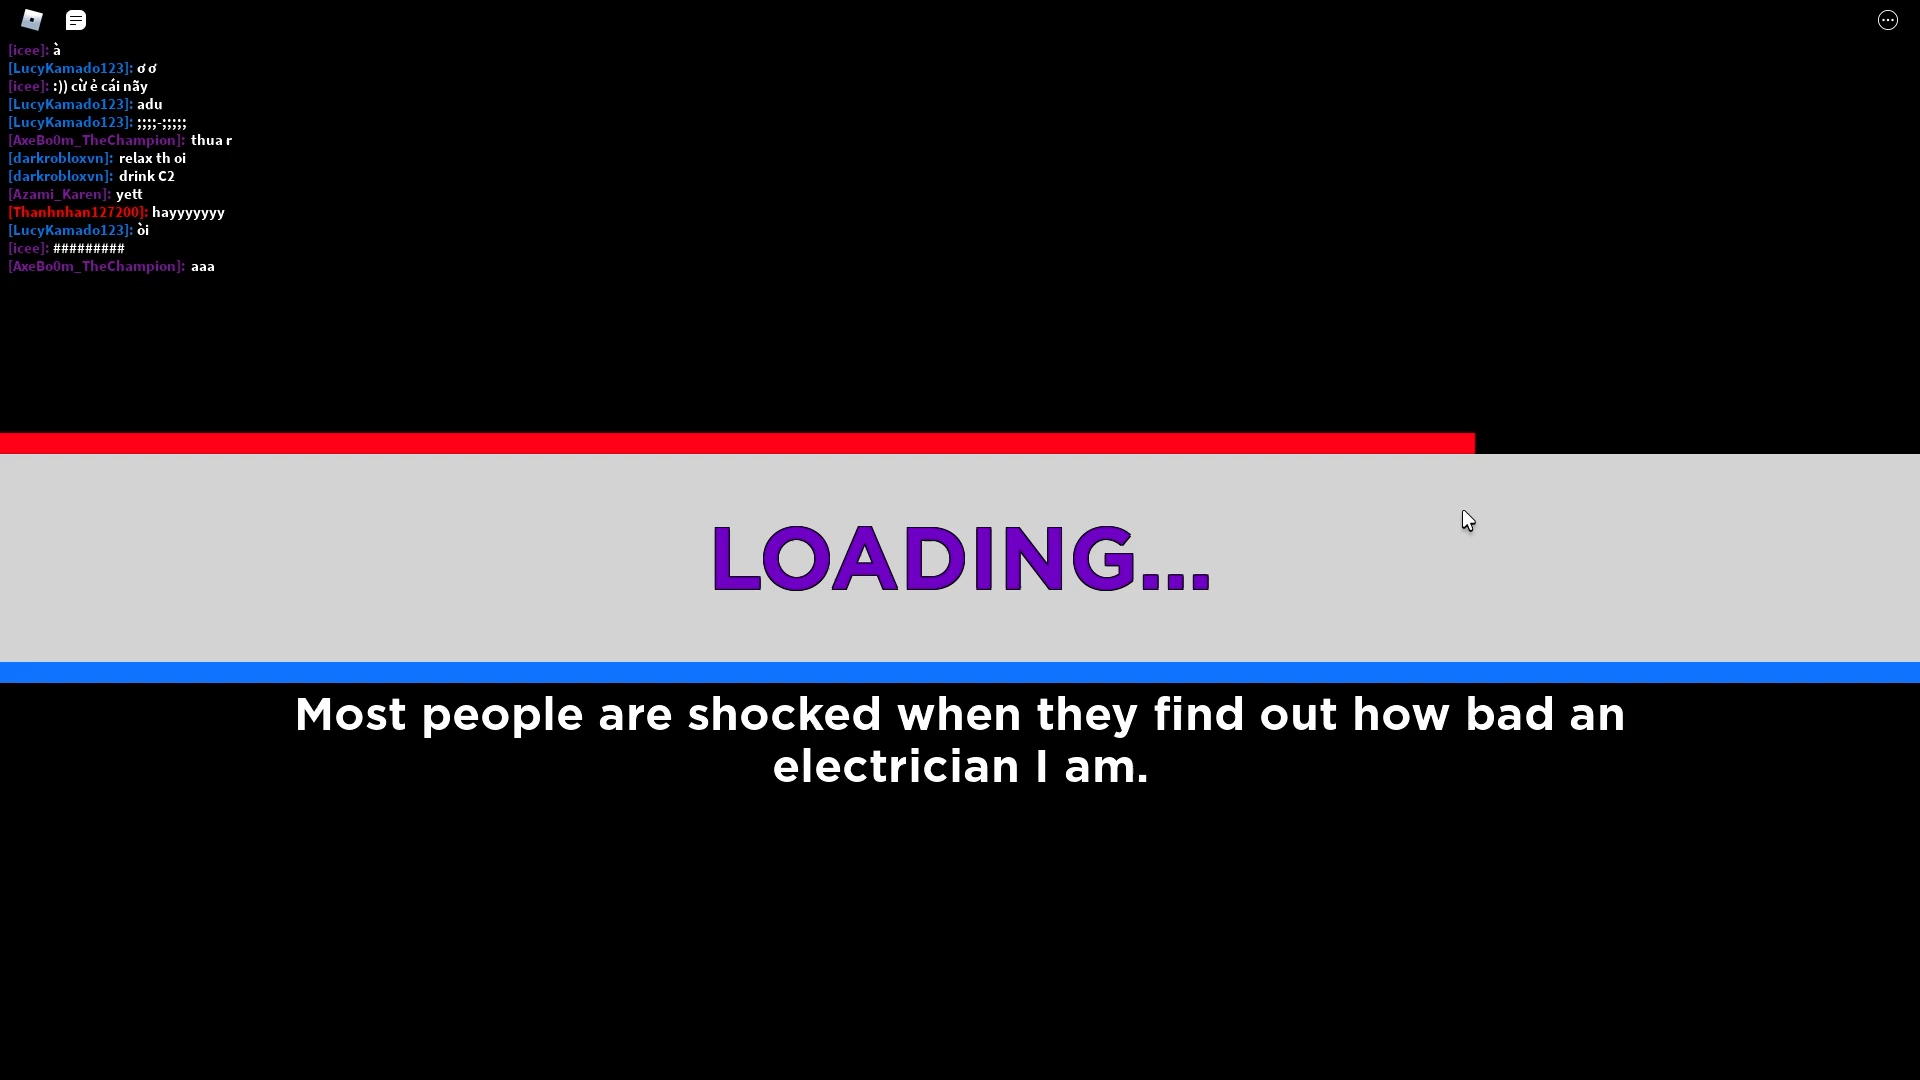 [icee]: à
[LucyKamado123]: ơ ơ
[icee]: :)) cừ ẻ cái nãy
[LucyKamado123]: adu
[LucyKamado123]: ;;;;-;;;;;
[AxeBo0m_TheChampion]: thua r
[darkrobloxvn]: relax th oi
[darkrobloxvn]: drink C2
[Azami_Karen]: yett
[Thanhnhan127200]: hayyyyyyy
[LucyKamado123]: òi
[icee]: #########
[AxeBo0m_TheChampion]: aaa
LOADING...
Most people are shocked when they find out how bad an
electrician I am.